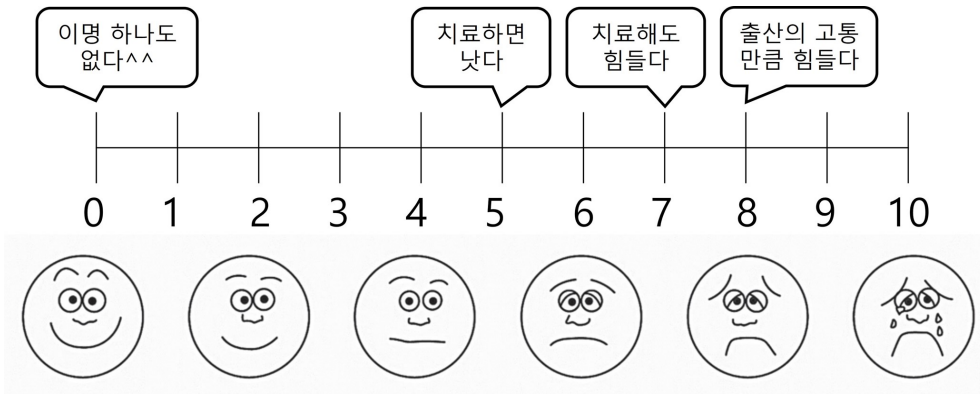 이명 하나도
없다^^
치료하면
낫다
치료해도
힘들다
출산의 고통
만큼 힘들다
0 1 2 3 4 5 6 7 8 9 10